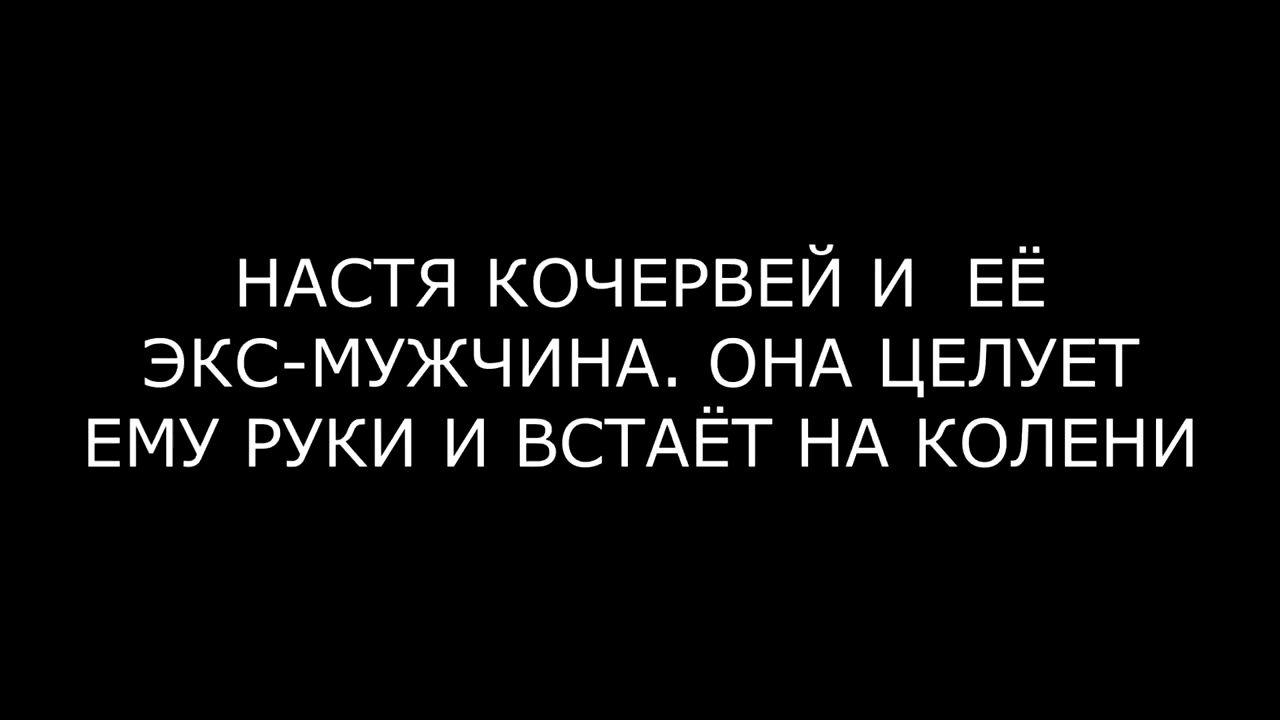 НАСТЯ КОЧЕРВЕЙ И  ЕЁ
ЭКС-МУЖЧИНА. ОНА ЦЕЛУЕТ
ЕМУ РУКИ И ВСТАЁТ НА КОЛЕНИ